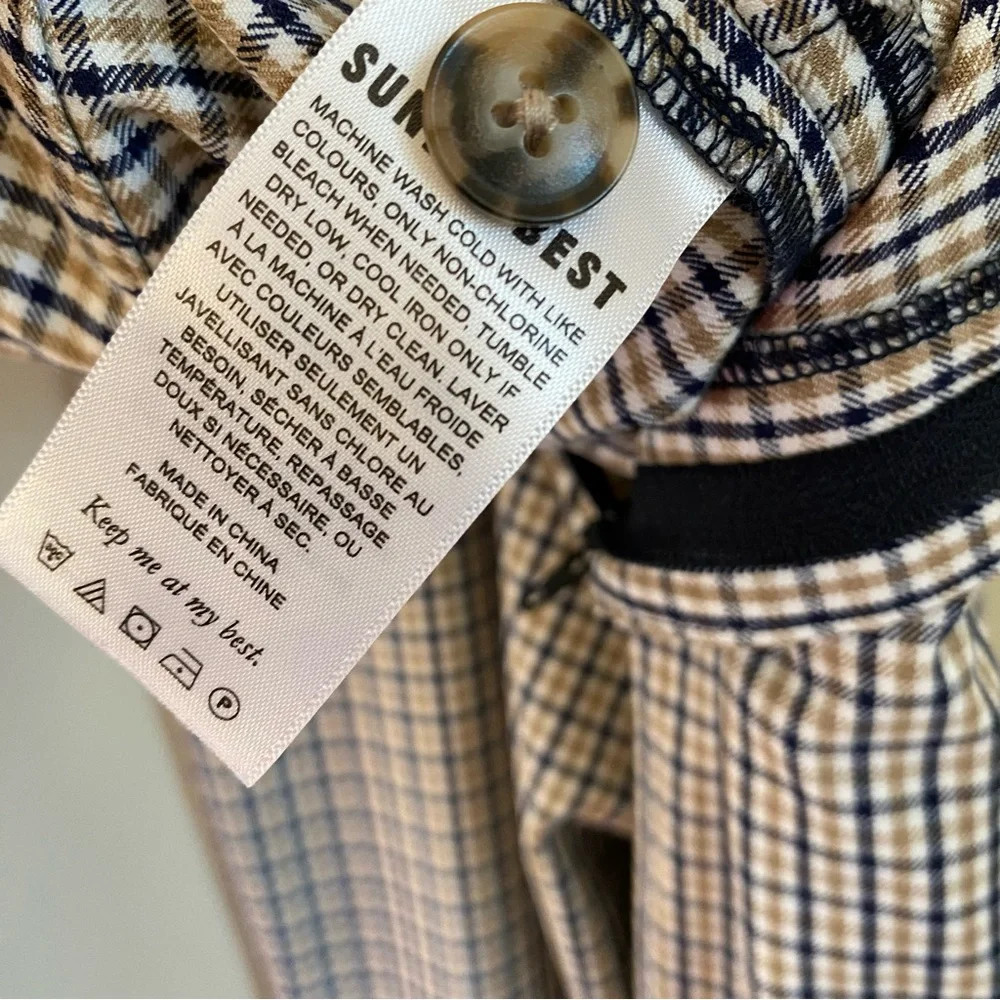 SUN BEST
MACHINE WASH COLD WITH LIKE
COLOURS, ONLY NON-CHLORINE
BLEACH WHEN NEEDED, TUMBLE
DRY LOW, COOL IRON ONLY IF
NEEDED, OR DRY CLEAN. LAVER
À LA MACHINE À L'EAU FROIDE
AVEC COULEURS SEMBLABLES,
UTILISER SEULEMENT UN
JAVELLISANT SANS CHLORE AU
BESOIN, SÉCHER À BASSE
TEMPÉRATURE, REPASSAGE
DOUX SI NÉCESSAIRE, OU
NETTOYER À SEC.
MADE IN CHINA
FABRIQUÉ EN CHINE
Keep me at my best.
P